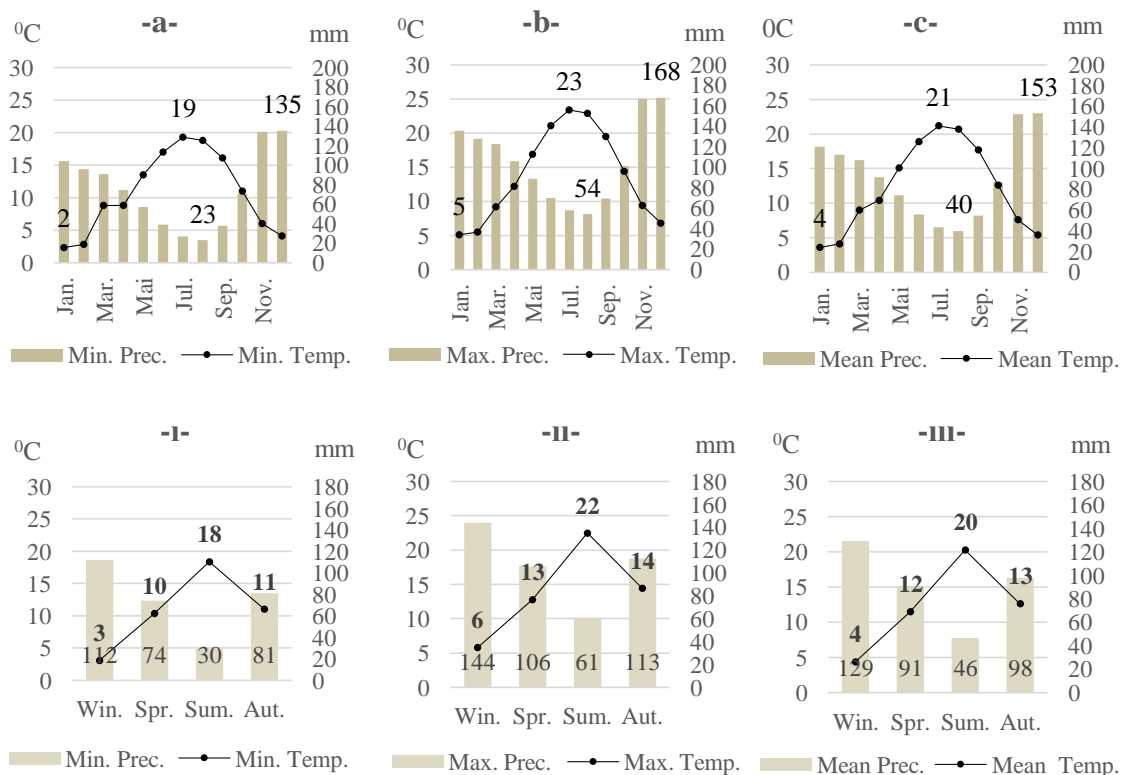 -a-
⁰C
mm
30
25
20
15
10
5
0
200
180
160
140
120
100
80
60
40
20
0
2
19
23
135
Jan.
Mar.
Mai
Jul.
Sep.
Nov.
Min. Prec.
Min. Temp.
-b-
⁰C
mm
30
25
20
15
10
5
0
200
180
160
140
120
100
80
60
40
20
0
5
23
54
168
Jan.
Mar.
Mai
Jul.
Sep.
Nov.
Max. Prec.
Max. Temp.
-c-
0C
mm
30
25
20
15
10
5
0
200
180
160
140
120
100
80
60
40
20
0
4
21
40
153
Jan.
Mar.
Mai
Jul.
Sep.
Nov.
Mean Prec.
Mean Temp.
-ı-
⁰C
mm
30
25
20
15
10
5
0
180
160
140
120
100
80
60
40
20
0
3
10
18
11
112
74
30
81
Win.
Spr.
Sum.
Aut.
Min. Prec.
Min. Temp.
-ıı-
⁰C
mm
30
25
20
15
10
5
0
180
160
140
120
100
80
60
40
20
0
6
13
22
14
144
106
61
113
Win.
Spr.
Sum.
Aut.
Max. Prec.
Max. Temp.
-ııı-
⁰C
mm
30
25
20
15
10
5
0
180
160
140
120
100
80
60
40
20
0
4
12
20
13
129
91
46
98
Win.
Spr.
Sum.
Aut.
Mean Prec.
Mean Temp.